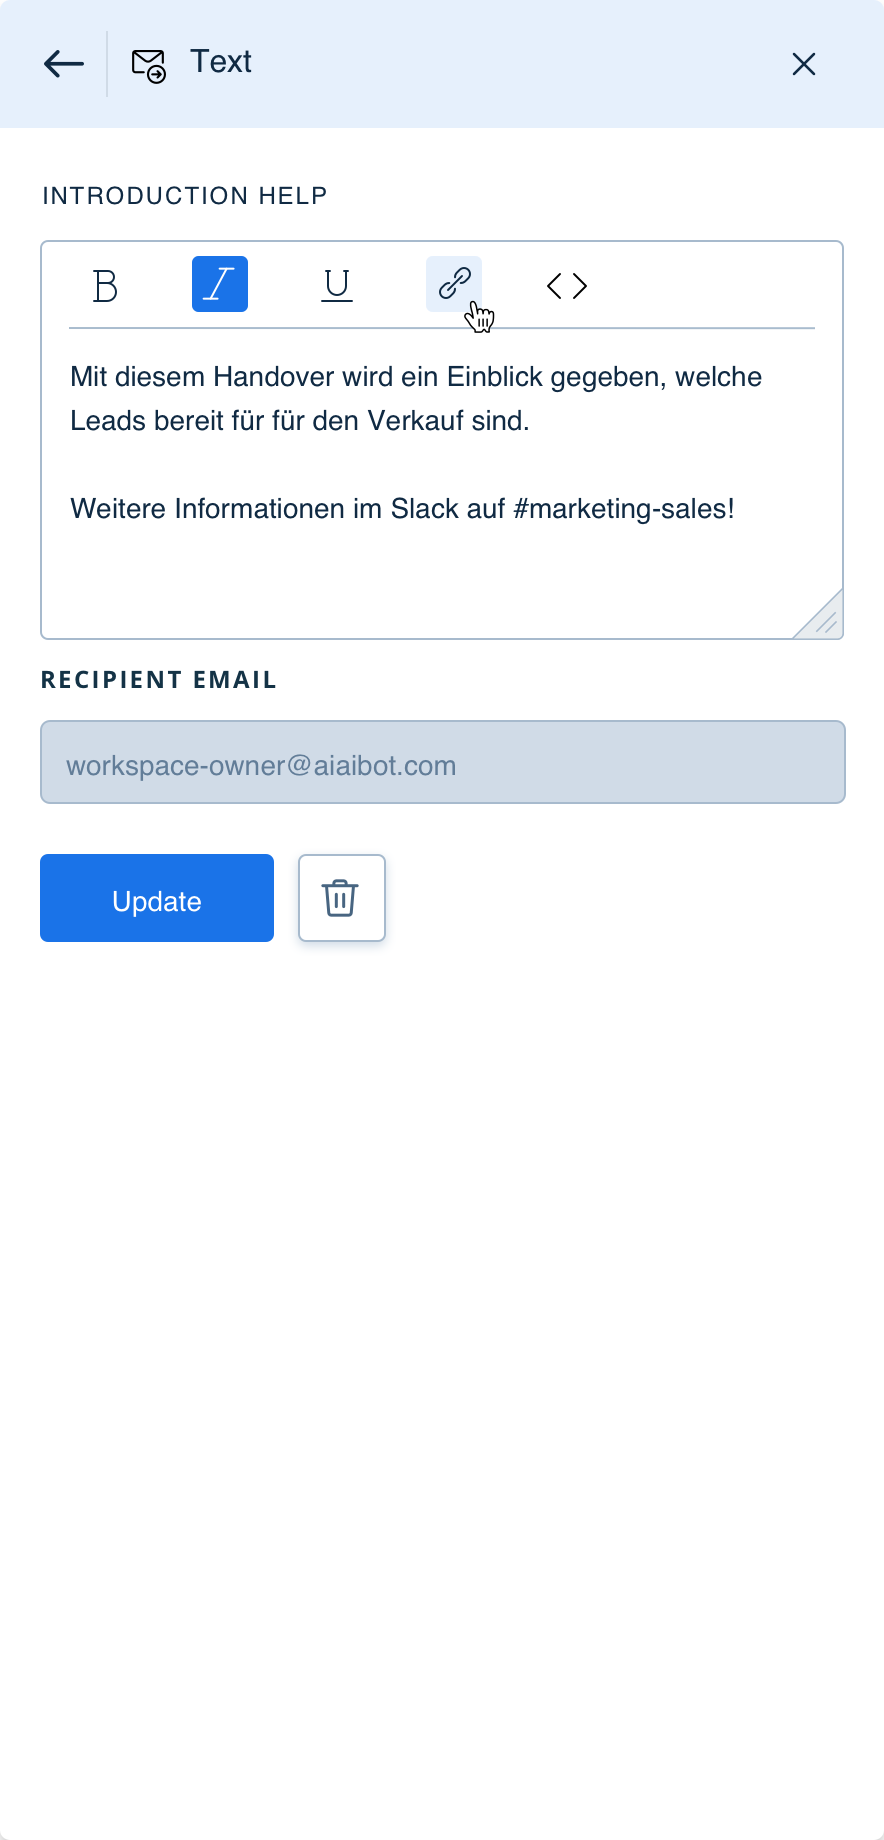 Text
INTRODUCTION HELP
B I U < >
Mit diesem Handover wird ein Einblick gegeben, welche
Leads bereit für für den Verkauf sind.
Weitere Informationen im Slack auf #marketing-sales!
RECIPIENT EMAIL
workspace-owner@aiaibot.com
Update